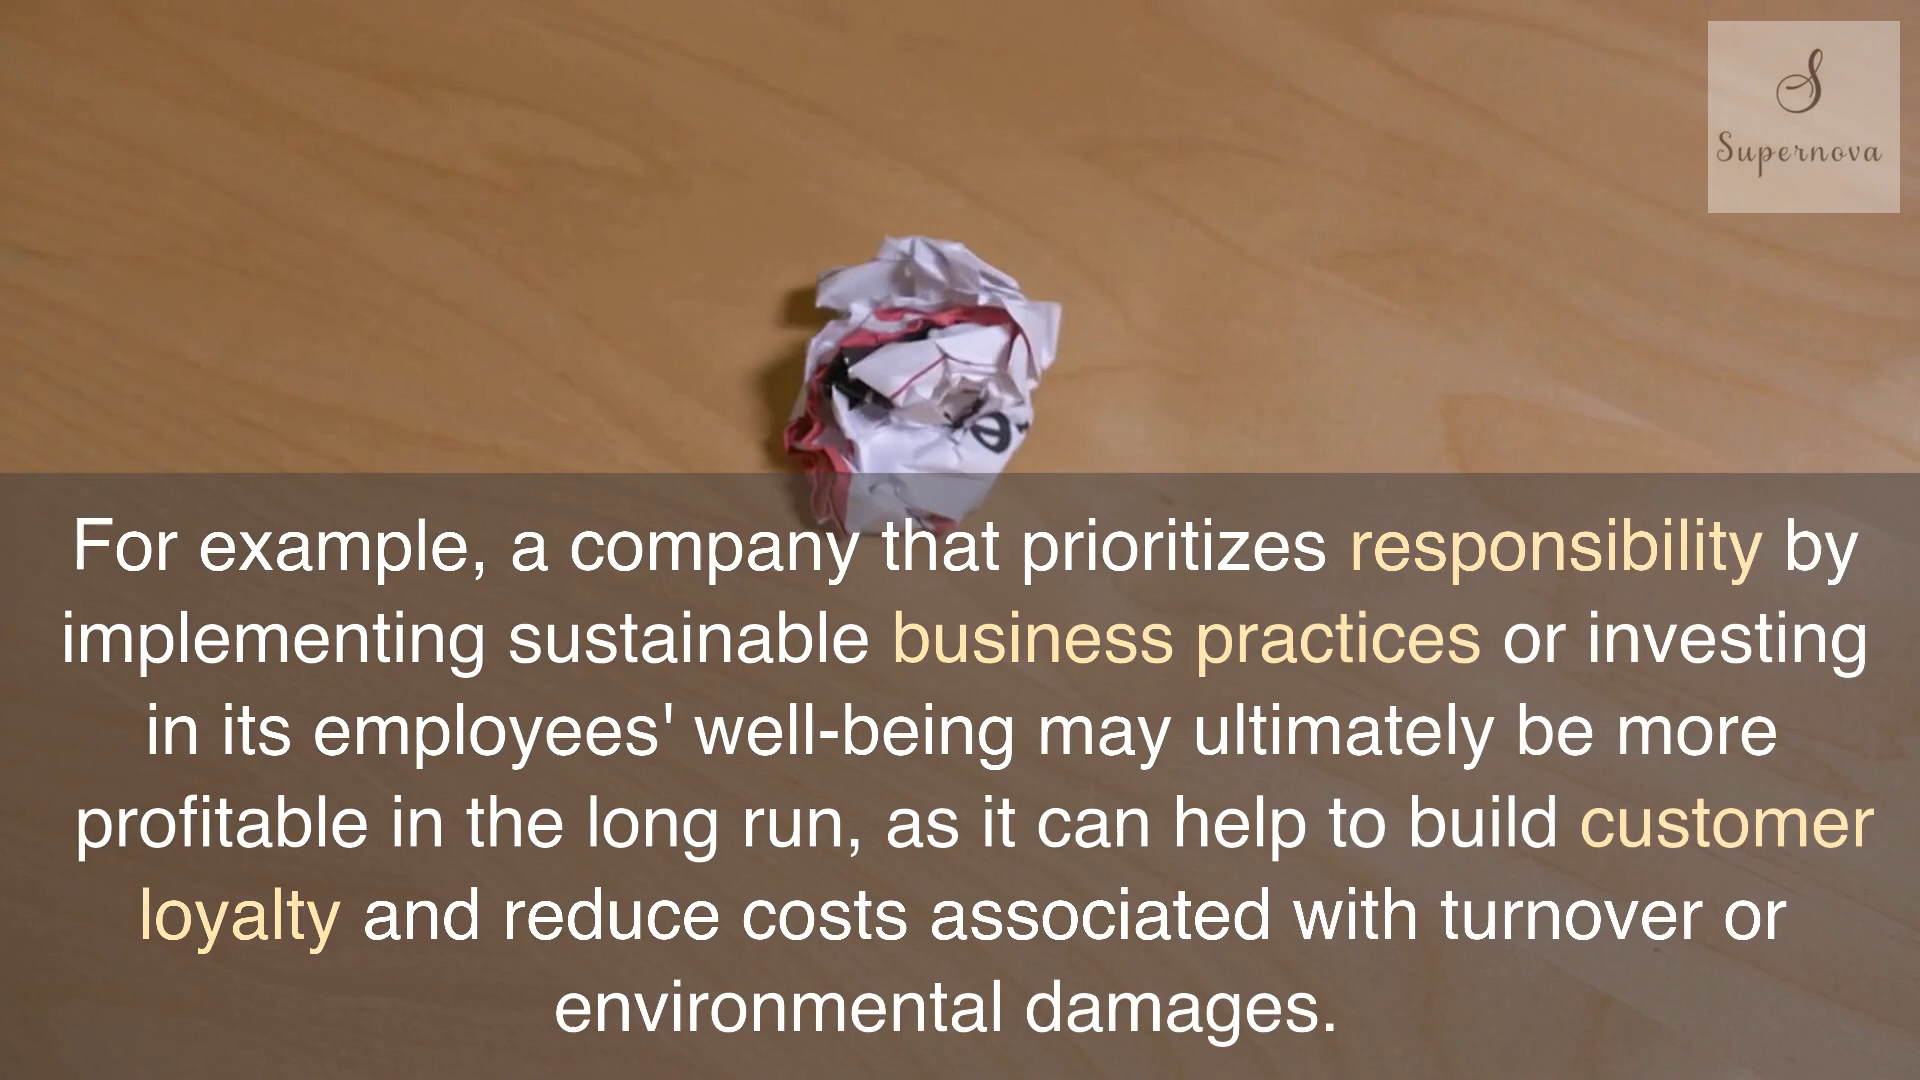 S
Supernova
e
For example, a company that prioritizes responsibility by
implementing sustainable business practices or investing
in its employees' well-being may ultimately be more
profitable in the long run, as it can help to build customer
loyalty and reduce costs associated with turnover or
environmental damages.